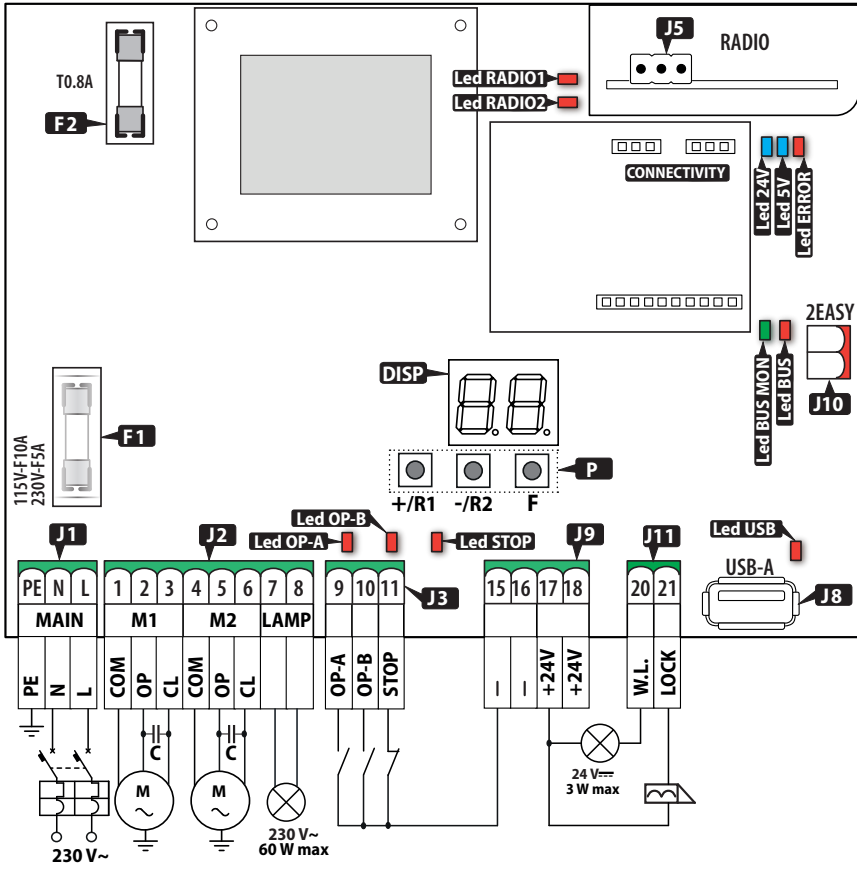 J5
RADIO
T0.8A
F2
Led RADIO1
Led RADIO2
CONNECTIVITY
Led 24V
Led 5V
Led ERROR
2EASY
Led BUS MON
Led BUS
J10
DISP
115V-F10A
230V-F5A
F1
P
+/R1 -/R2 F
J1
J2
Led OP-B
Led OP-A
Led STOP
J9
J11
Led USB
USB-A
J3
J8
PE N L
1 2 3 4 5 6 7 8
9 10 11
15 16 17 18
20 21
MAIN
M1
M2
LAMP
PE N L
COM OP CL COM OP CL
OP-A OP-B STOP
– – +24V +24V
W.L. LOCK
C
C
M
~
M
~
24 V⎓
3 W max
230 V~
230 V~
60 W max